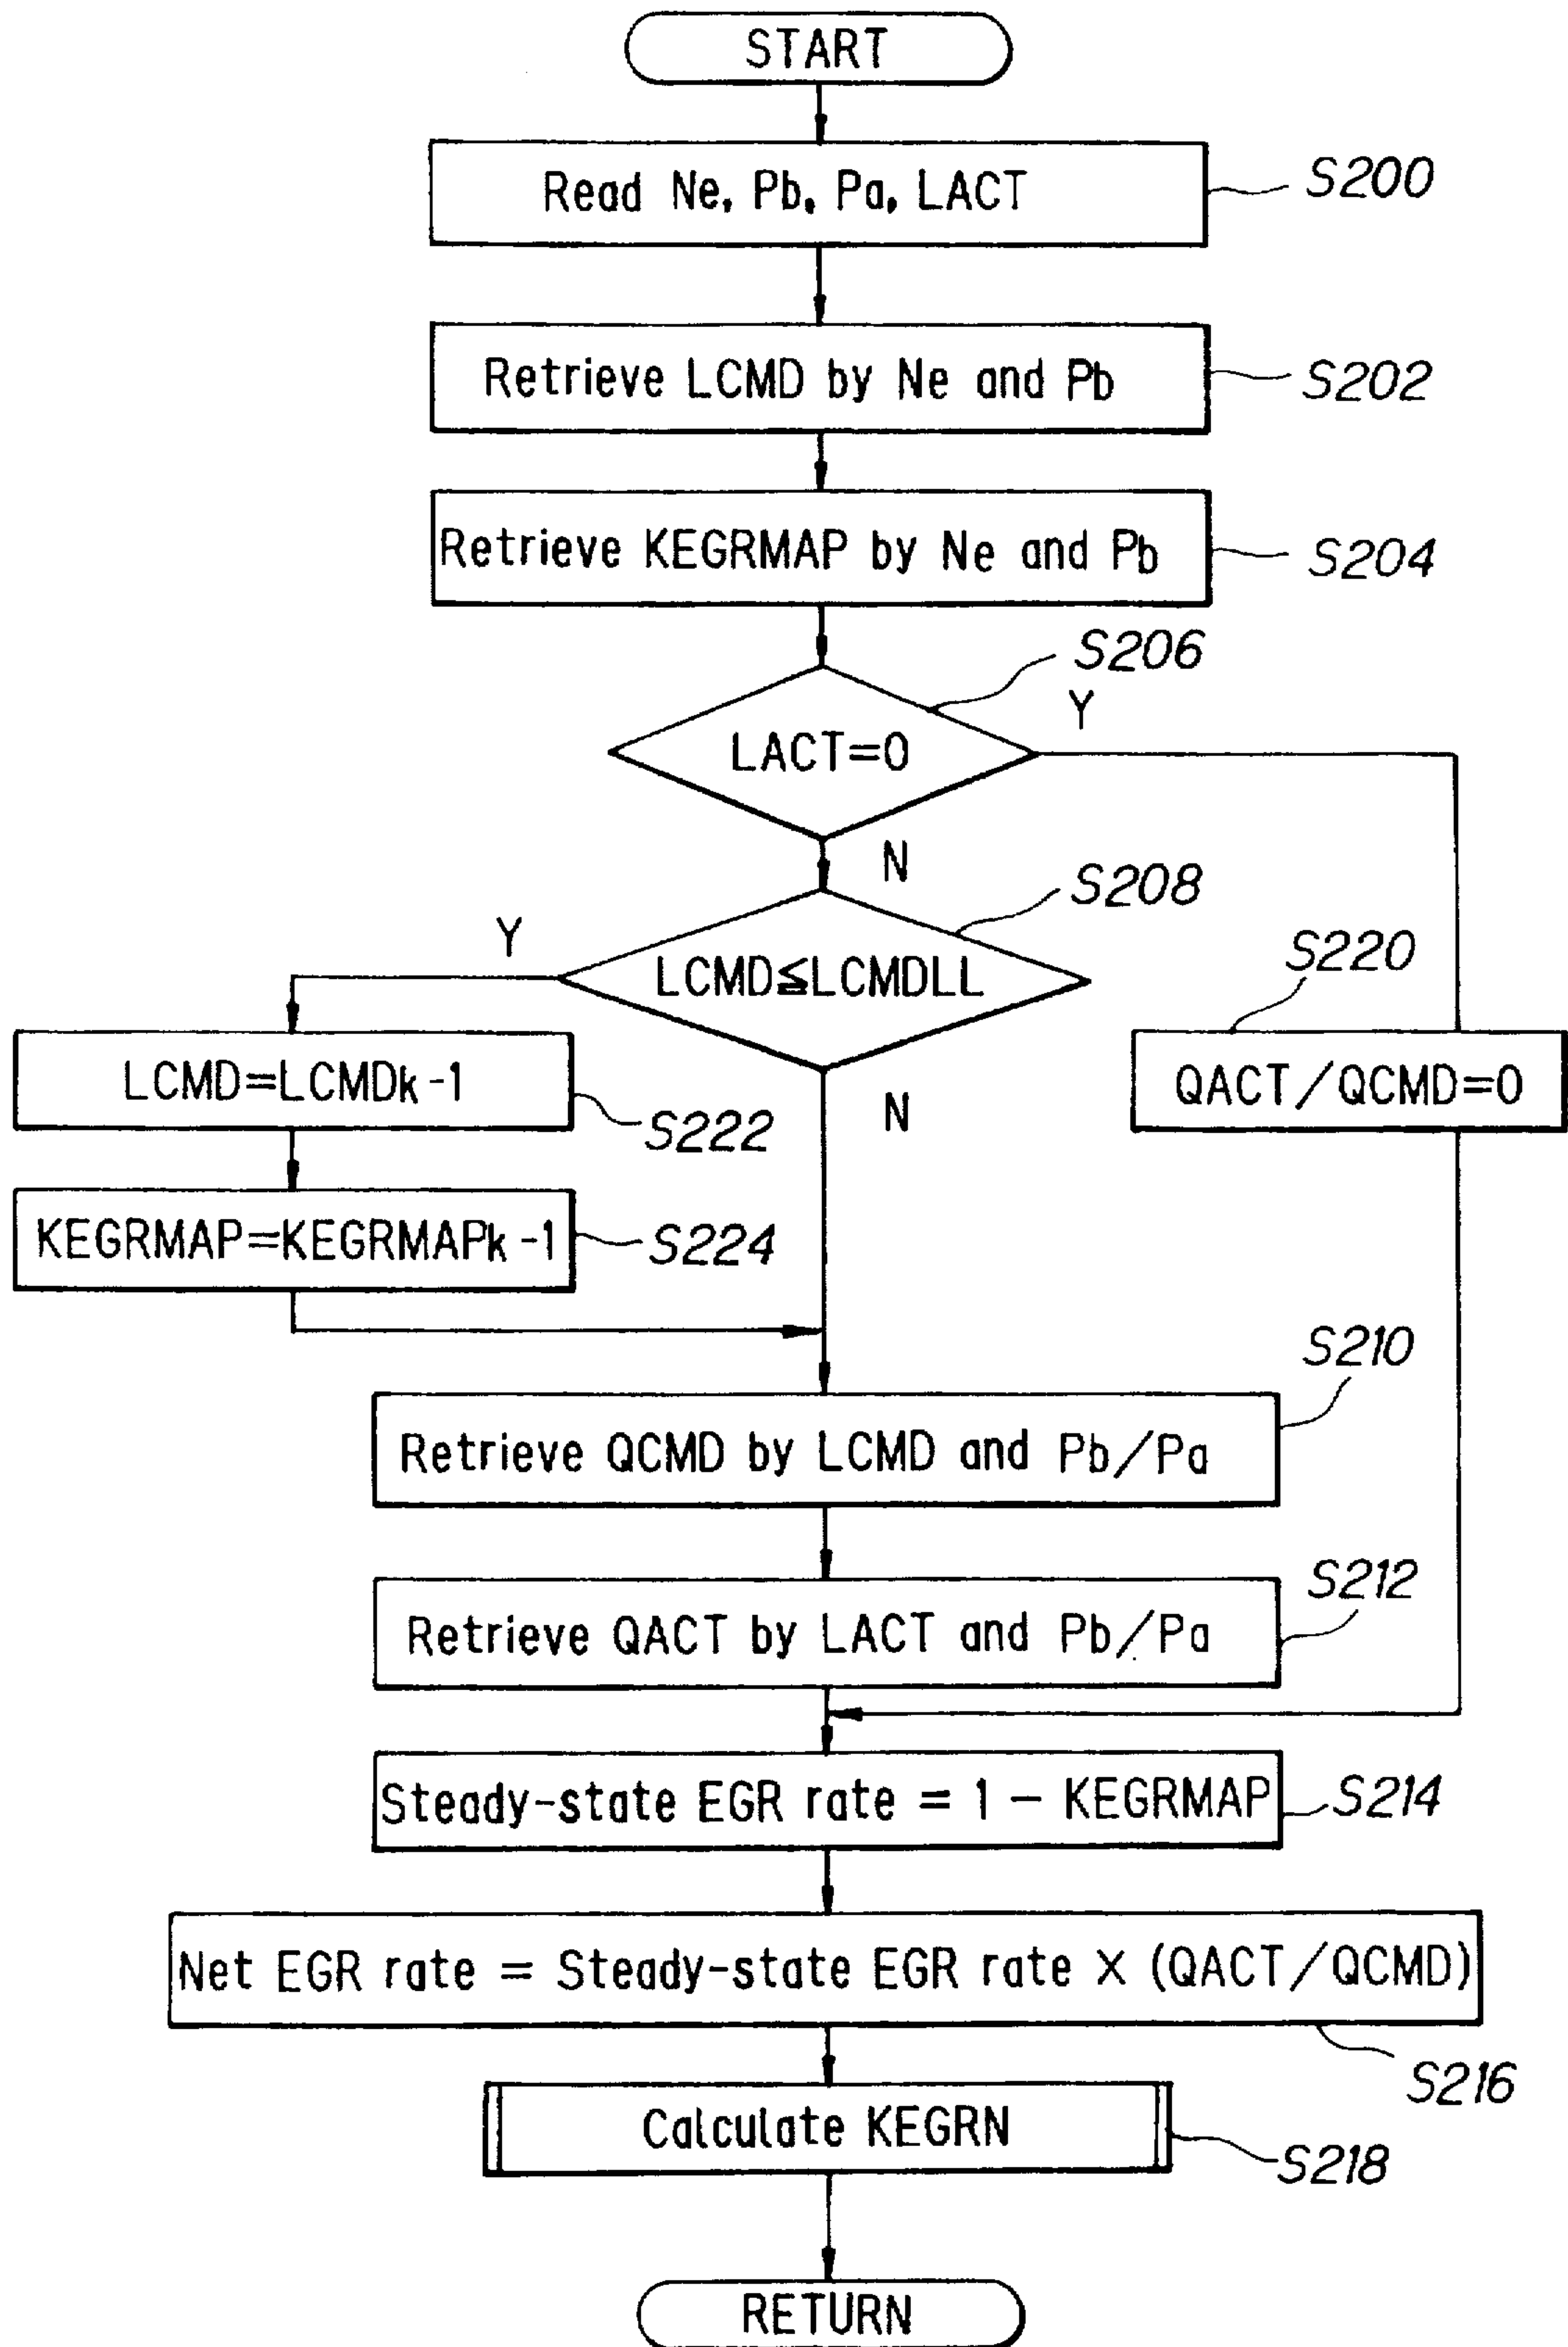 START
Read Ne, Pb, Pa, LACT
S200
Retrieve LCMD by Ne and Pb
S202
Retrieve KEGRMAP by Ne and Pb
S204
S206
LACT=0
Y
N
S208
LCMD≦LCMDLL
Y
N
S220
QACT/QCMD=0
LCMD=LCMDk-1
S222
KEGRMAP=KEGRMAPk-1
S224
S210
Retrieve QCMD by LCMD and Pb/Pa
S212
Retrieve QACT by LACT and Pb/Pa
Steady-state EGR rate = 1 − KEGRMAP
S214
Net EGR rate = Steady-state EGR rate × (QACT/QCMD)
S216
Calculate KEGRN
S218
RETURN